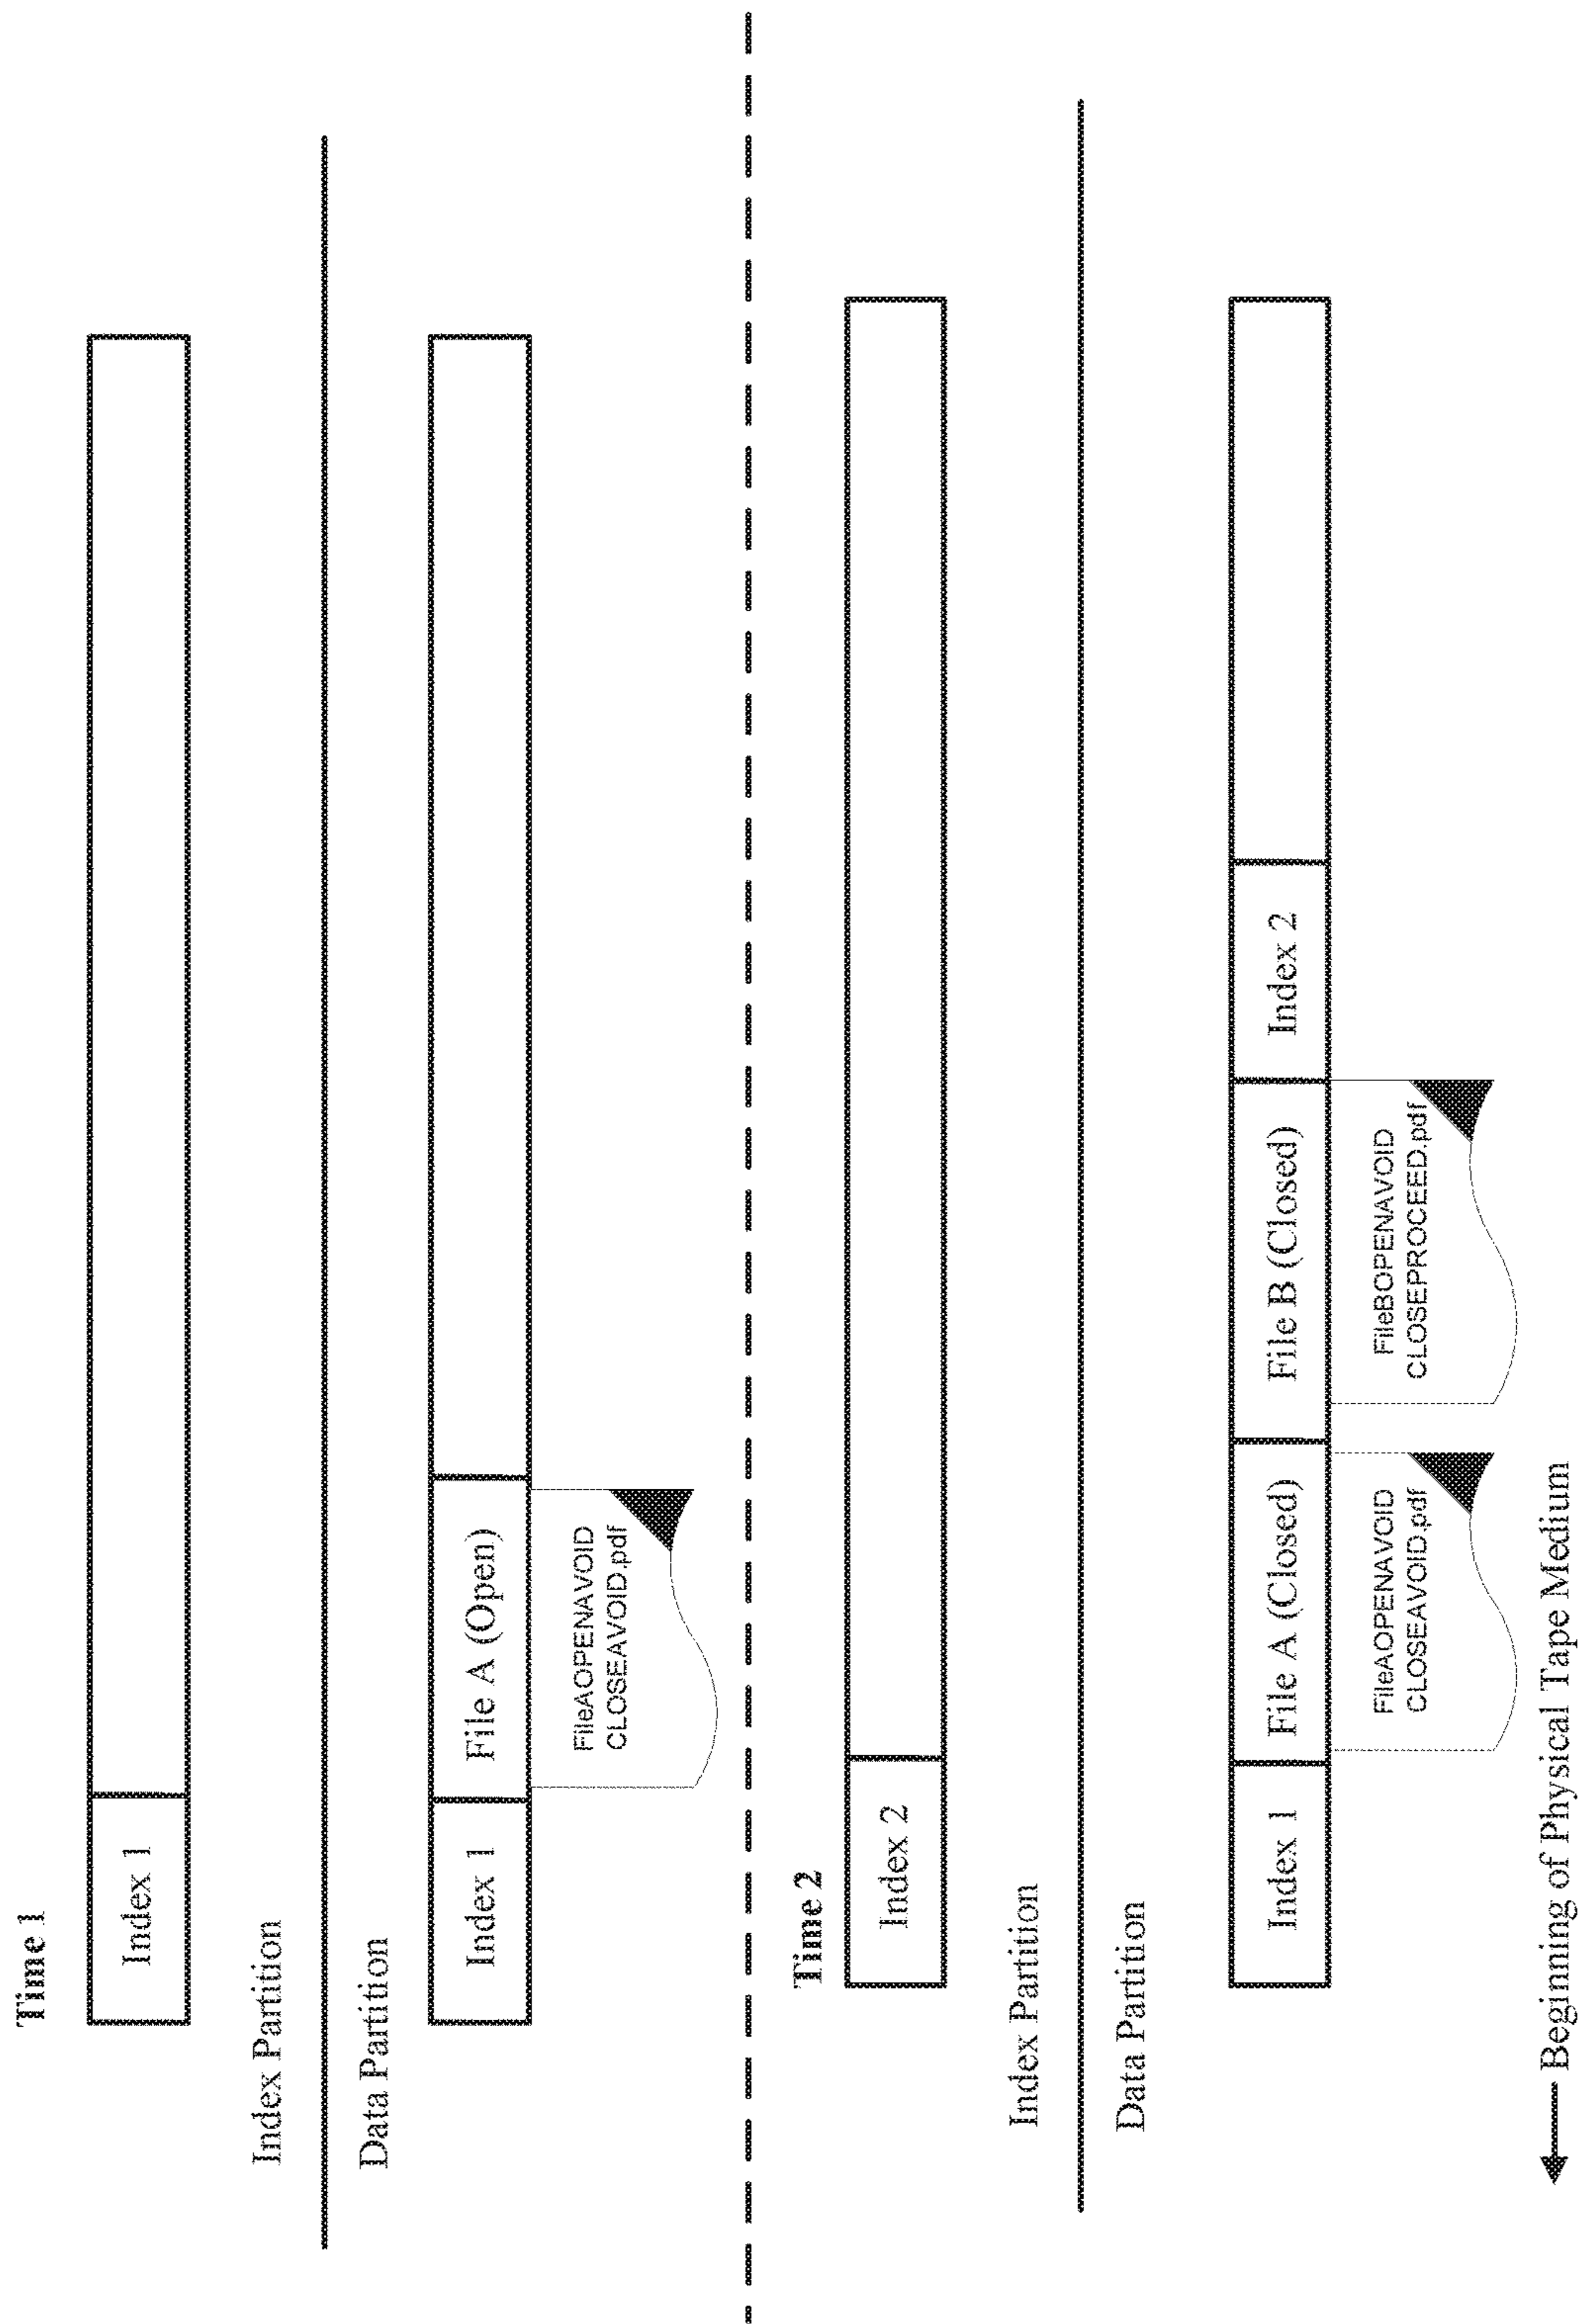 Time 1
Index 1
Index Partition
Data Partition
Index 1
File A (Open)
FileAOPENAVOID
CLOSEAVOID.pdf
Time 2
Index 2
Index Partition
Data Partition
Index 1
File A (Closed)
File B (Closed)
Index 2
FileAOPENAVOID
CLOSEAVOID.pdf
FileBOPENAVOID
CLOSEPROCEED.pdf
Beginning of Physical Tape Medium